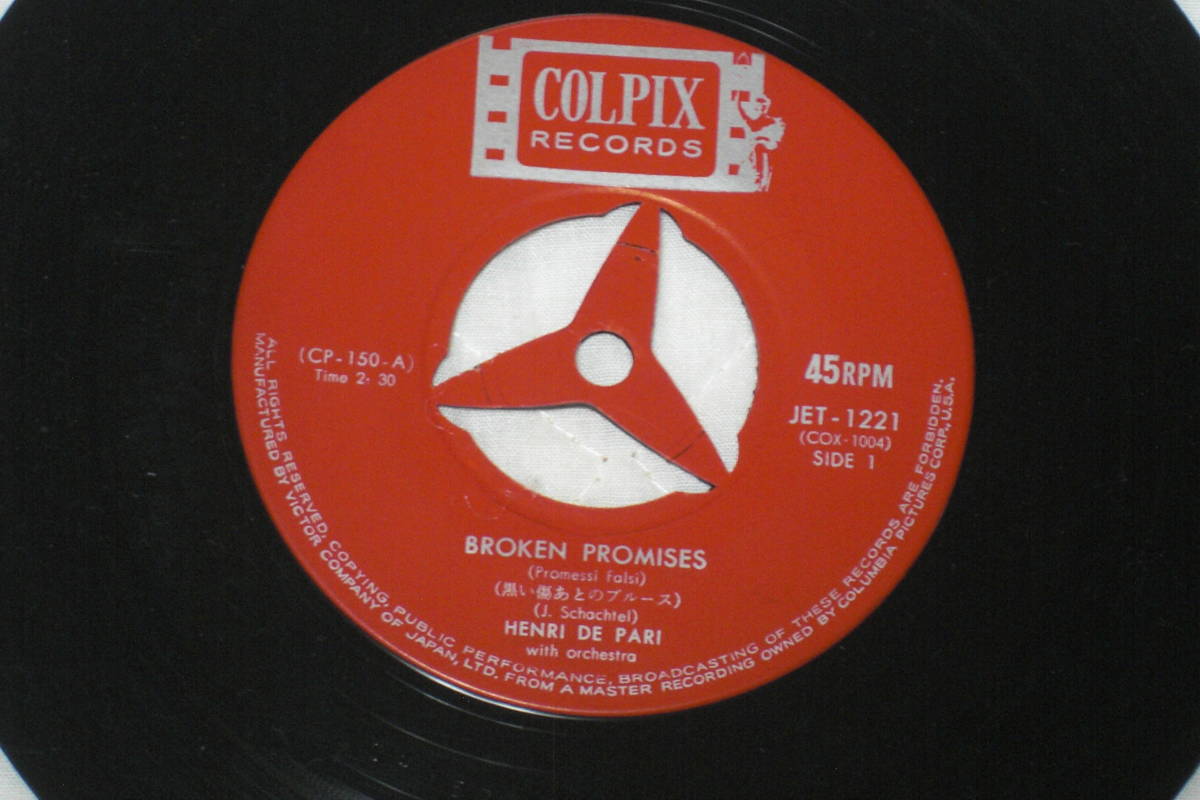 COLPIX
RECORDS
(CP-150-A)
Time 2:30
45RPM
JET-1221
(COX-1004)
SIDE 1
BROKEN PROMISES
(Promessi Falsi)
(黒い傷あとのブルース)
(J. Schachtel)
HENRI DE PARI
with orchestra
ALL RIGHTS RESERVED. COPYING, PUBLIC PERFORMANCE, BROADCASTING OF THESE RECORDS ARE FORBIDDEN.
MANUFACTURED BY VICTOR COMPANY OF JAPAN, LTD. FROM A MASTER RECORDING OWNED BY COLUMBIA PICTURES CORP., U.S.A.